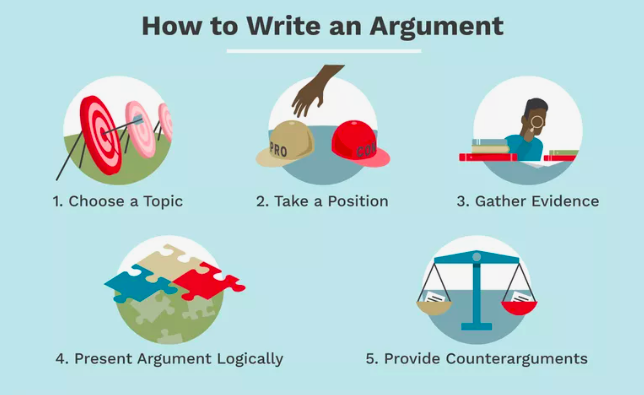 How to Write an Argument
PRO
CON
1. Choose a Topic
2. Take a Position
3. Gather Evidence
4. Present Argument Logically
5. Provide Counterarguments